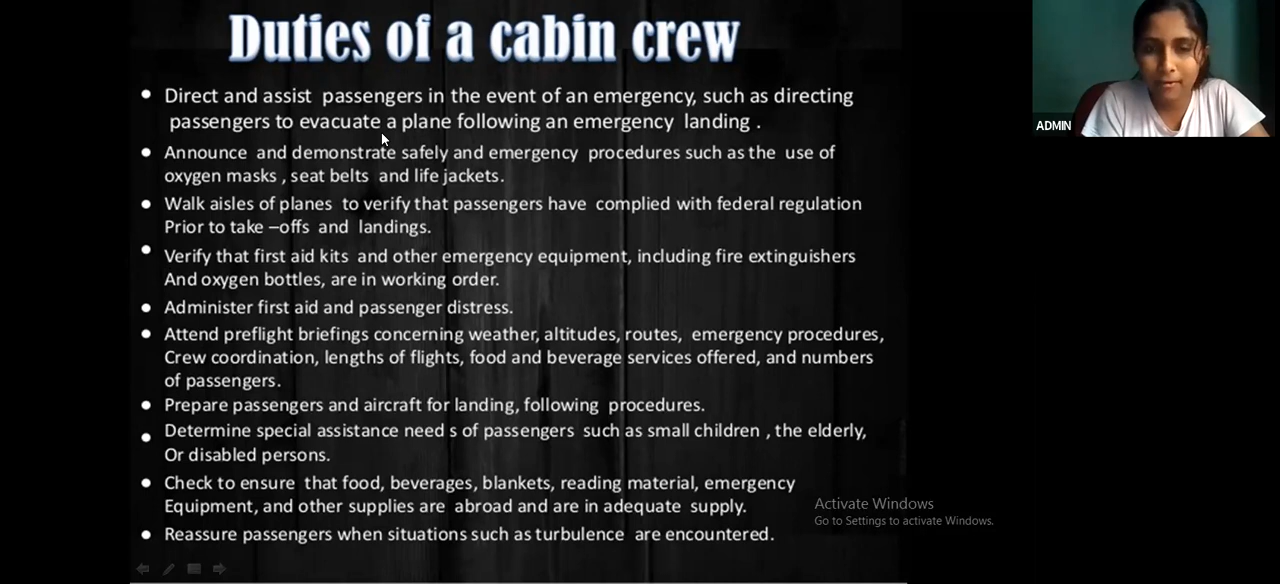 Duties of a cabin crew
• Direct and assist passengers in the event of an emergency, such as directing
passengers to evacuate a plane following an emergency landing .
• Announce and demonstrate safely and emergency procedures such as the use of
oxygen masks , seat belts and life jackets.
• Walk aisles of planes to verify that passengers have complied with federal regulation
Prior to take –offs and landings.
• Verify that first aid kits and other emergency equipment, including fire extinguishers
And oxygen bottles, are in working order.
• Administer first aid and passenger distress.
• Attend preflight briefings concerning weather, altitudes, routes, emergency procedures,
Crew coordination, lengths of flights, food and beverage services offered, and numbers
of passengers.
• Prepare passengers and aircraft for landing, following procedures.
• Determine special assistance need s of passengers such as small children , the elderly,
Or disabled persons.
• Check to ensure that food, beverages, blankets, reading material, emergency
Equipment, and other supplies are abroad and are in adequate supply.
• Reassure passengers when situations such as turbulence are encountered.
ADMIN
Activate Windows
Go to Settings to activate Windows.